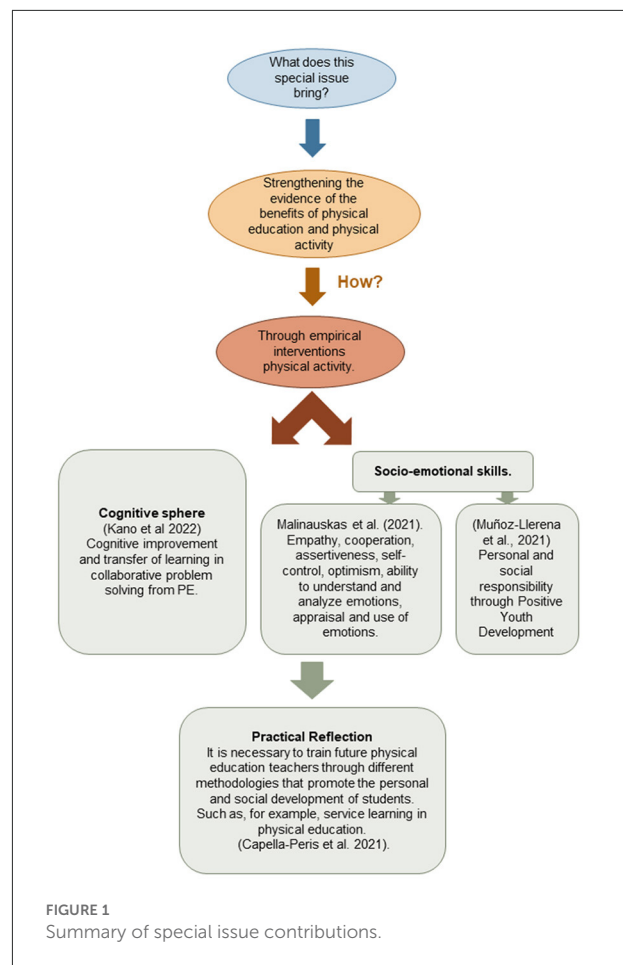 What does this
special issue
bring?
Strengthening the
evidence of the
benefits of physical
education and physical
activity
How?
Through empirical
interventions
physical activity.
Cognitive sphere
(Kano et al 2022)
Cognitive improvement
and transfer of learning in
collaborative problem
solving from PE.
Socio-emotional skills.
Malinauskas et al. (2021).
Empathy, cooperation,
assertiveness, self-
control, optimism, ability
to understand and
analyze emotions,
appraisal and use of
emotions.
(Muñoz-Llerena
et al., 2021)
Personal and
social
responsibility
through Positive
Youth
Development
Practical Reflection
It is necessary to train future physical
education teachers through different
methodologies that promote the personal
and social development of students.
Such as, for example, service learning in
physical education.
(Capella-Peris et al. 2021).
FIGURE 1
Summary of special issue contributions.